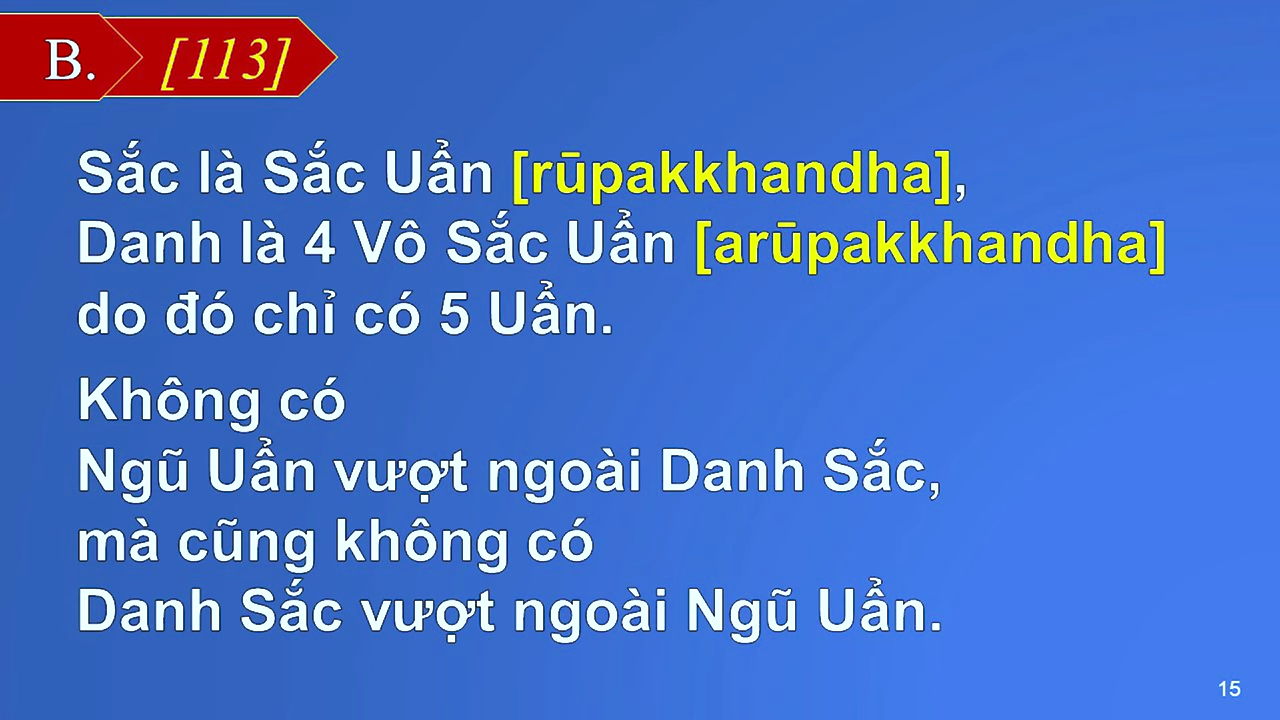 B. [113]
Sắc là Sắc Uẩn [rūpakkhandha],
Danh là 4 Vô Sắc Uẩn [arūpakkhandha]
do đó chỉ có 5 Uẩn.
Không có
Ngũ Uẩn vượt ngoài Danh Sắc,
mà cũng không có
Danh Sắc vượt ngoài Ngũ Uẩn.
15